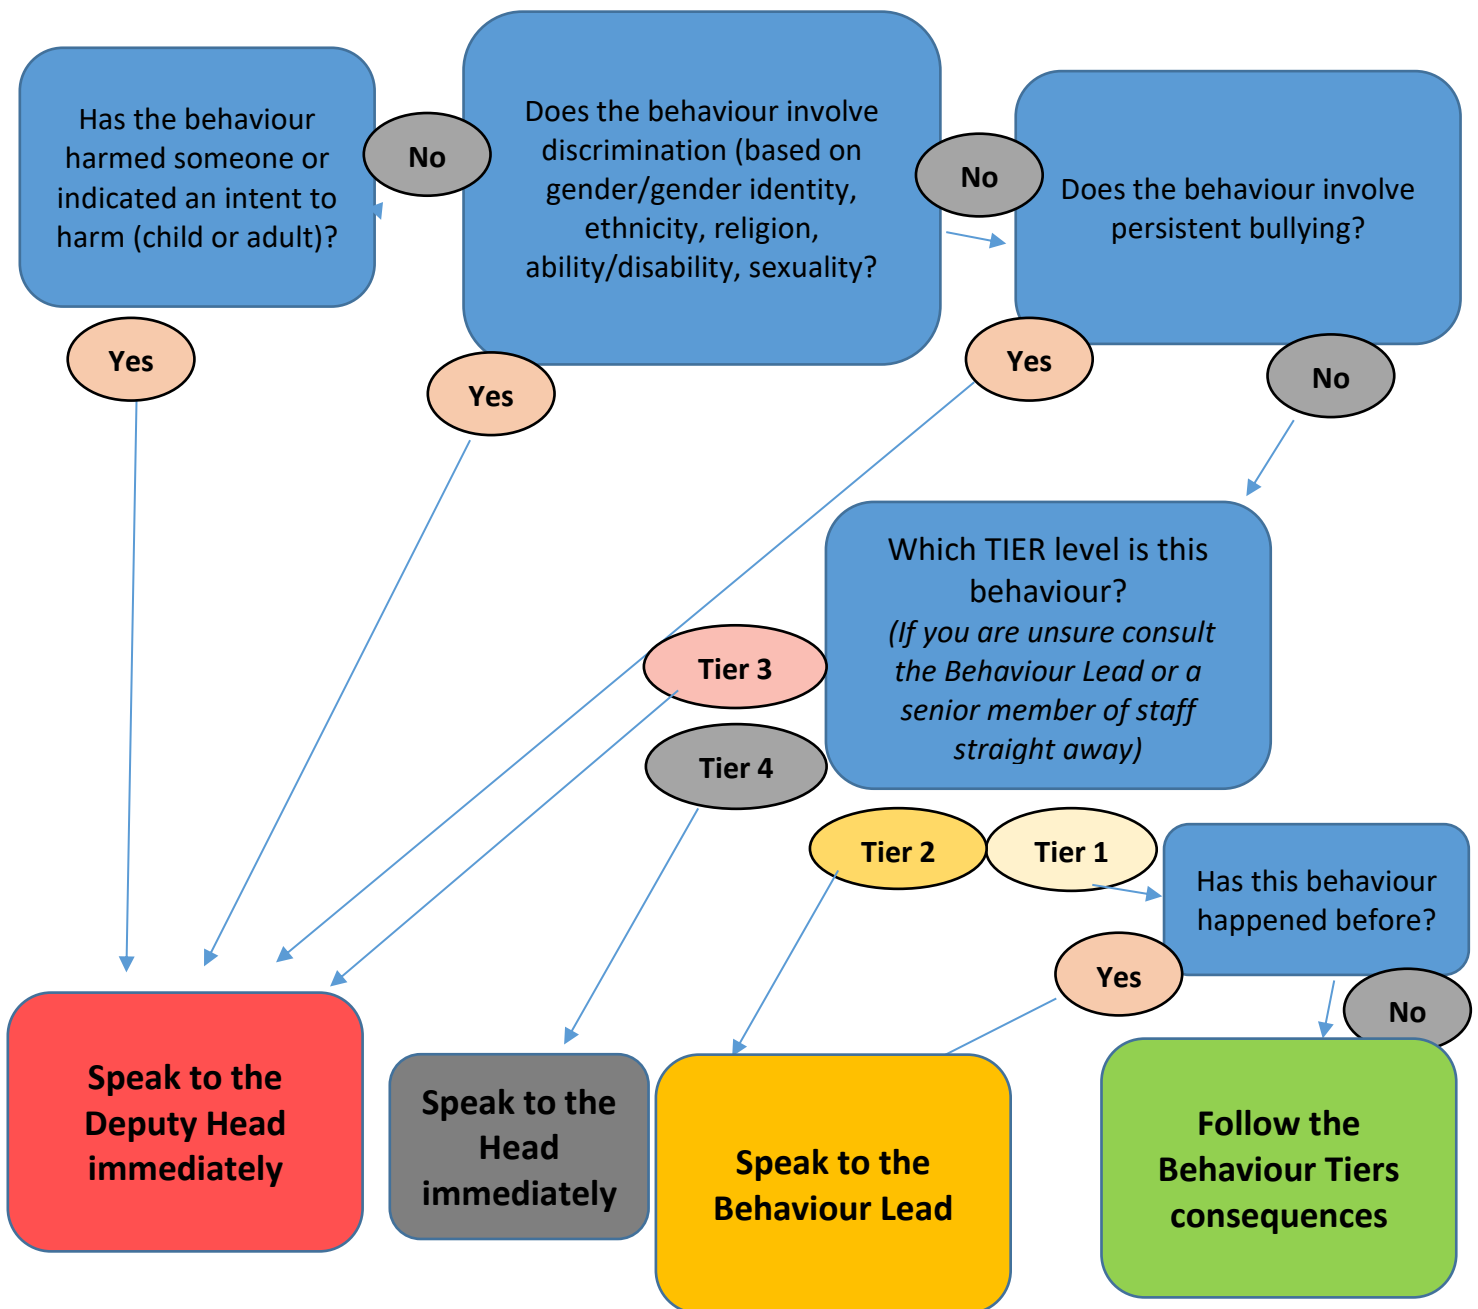 Has the behaviour
harmed someone or
indicated an intent to
harm (child or adult)?
No
Does the behaviour involve
discrimination (based on
gender/gender identity,
ethnicity, religion,
ability/disability, sexuality?
No
Does the behaviour involve
persistent bullying?
Yes
Yes
Yes
No
Which TIER level is this
behaviour?
(If you are unsure consult
the Behaviour Lead or a
senior member of staff
straight away)
Tier 3
Tier 4
Tier 2
Tier 1
Has this behaviour
happened before?
Yes
No
Speak to the
Deputy Head
immediately
Speak to the
Head
immediately
Speak to the
Behaviour Lead
Follow the
Behaviour Tiers
consequences